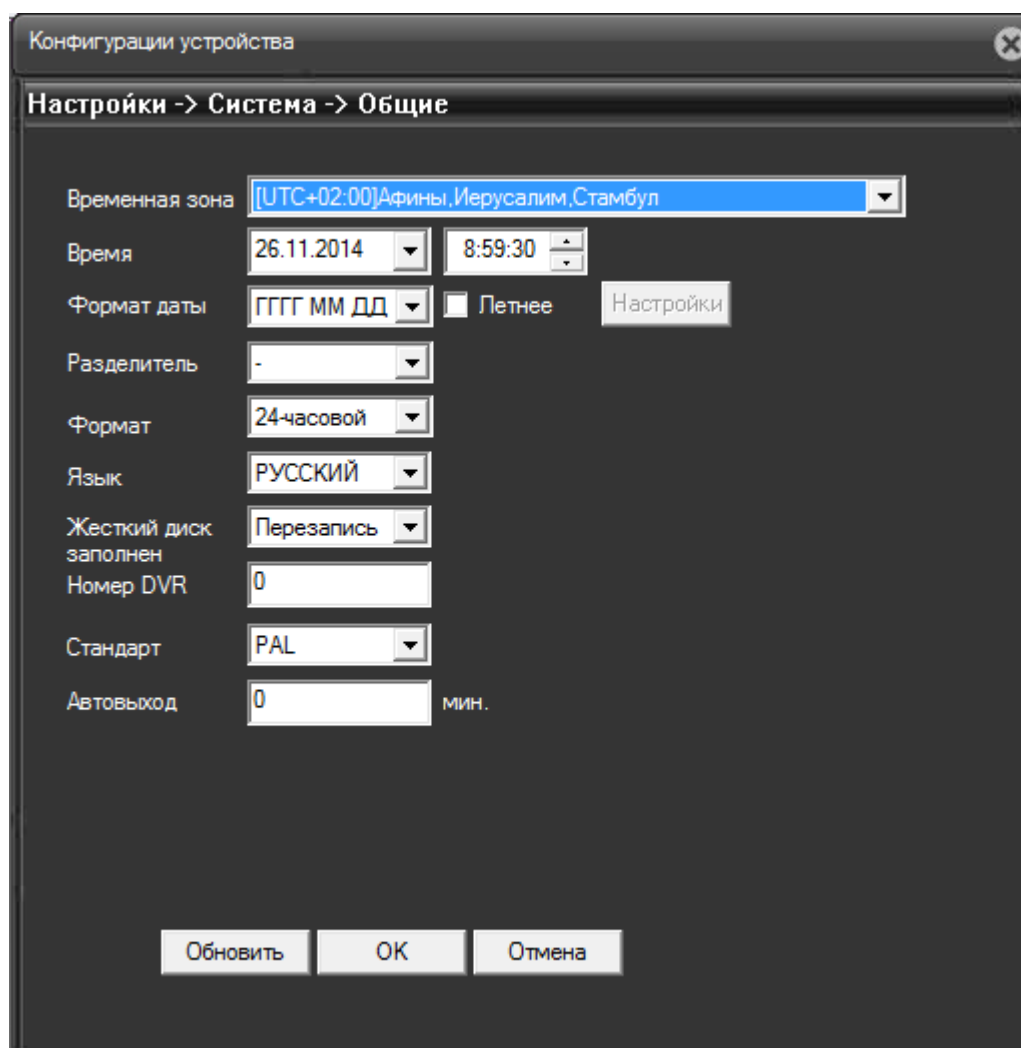 Конфигурации устройства
Настройки -> Система -> Общие
Временная зона [UTC+02:00]Афины,Иерусалим,Стамбул
Время 26.11.2014 8:59:30
Формат даты ГГГГ ММ ДД Летнее Настройки
Разделитель -
Формат 24-часовой
Язык РУССКИЙ
Жесткий диск Перезапись
заполнен
Номер DVR 0
Стандарт PAL
Автовыход 0 мин.
Обновить OK Отмена